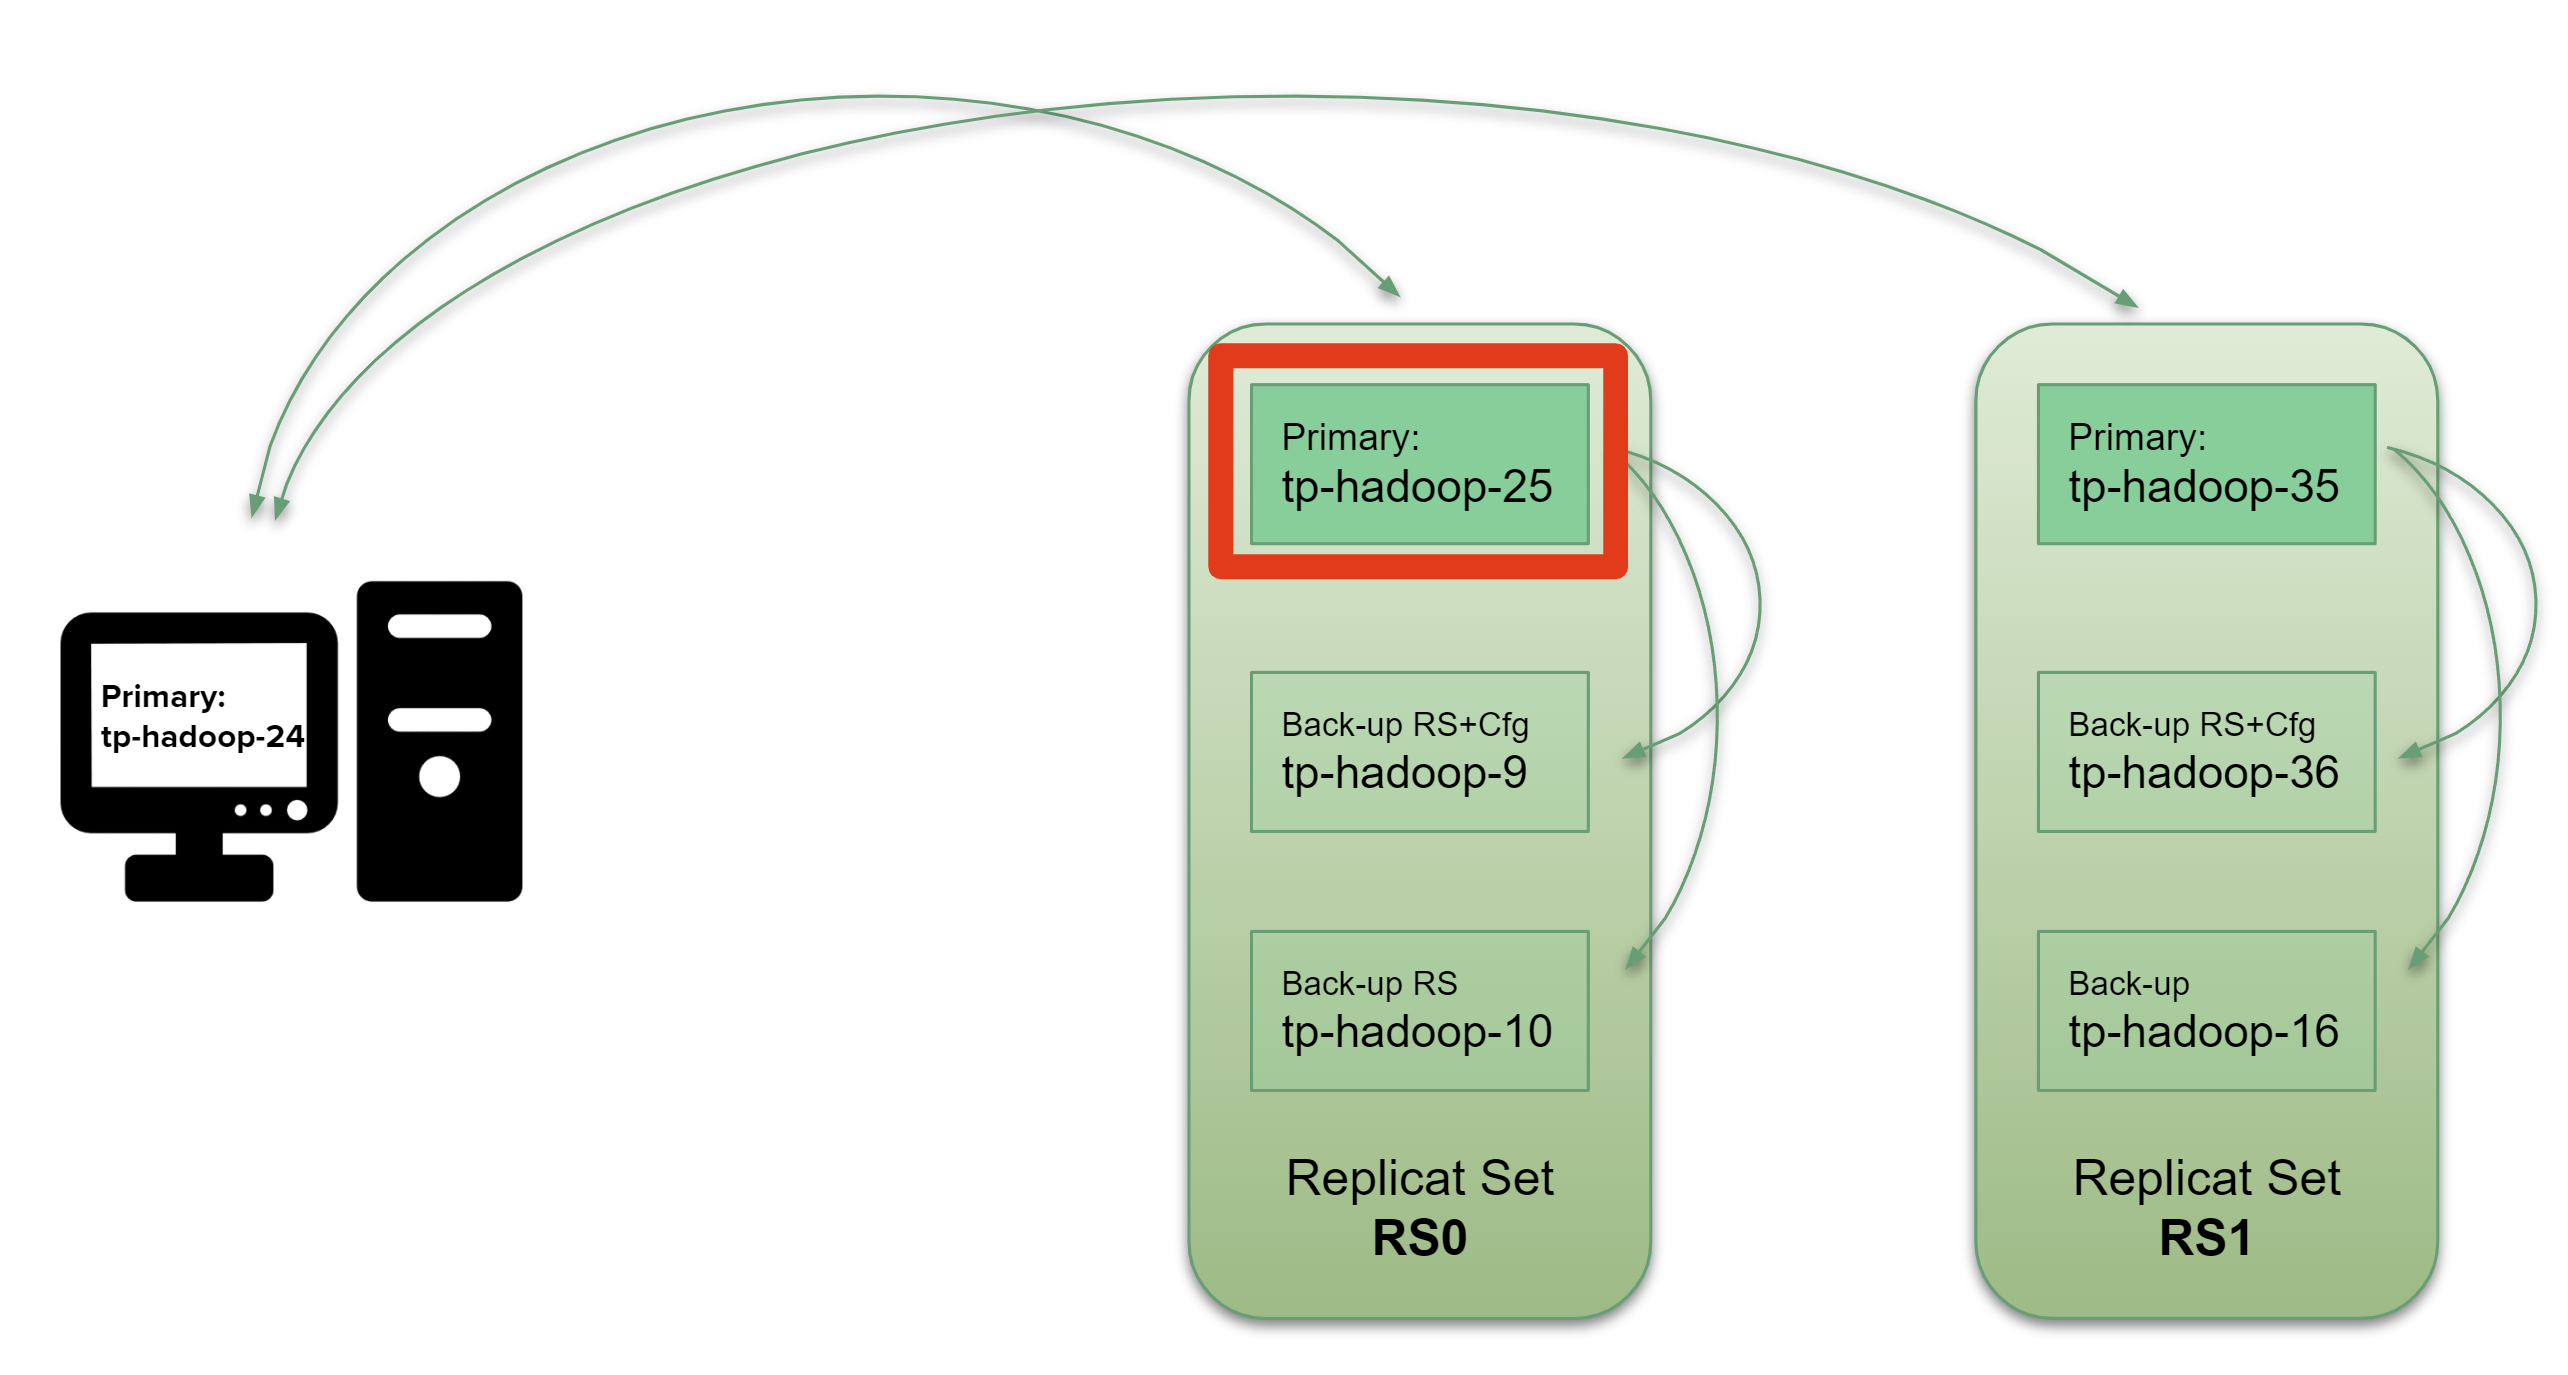 Primary:
tp-hadoop-24
Primary:
tp-hadoop-25
Back-up RS+Cfg
tp-hadoop-9
Back-up RS
tp-hadoop-10
Replicat Set
RS0
Primary:
tp-hadoop-35
Back-up RS+Cfg
tp-hadoop-36
Back-up
tp-hadoop-16
Replicat Set
RS1